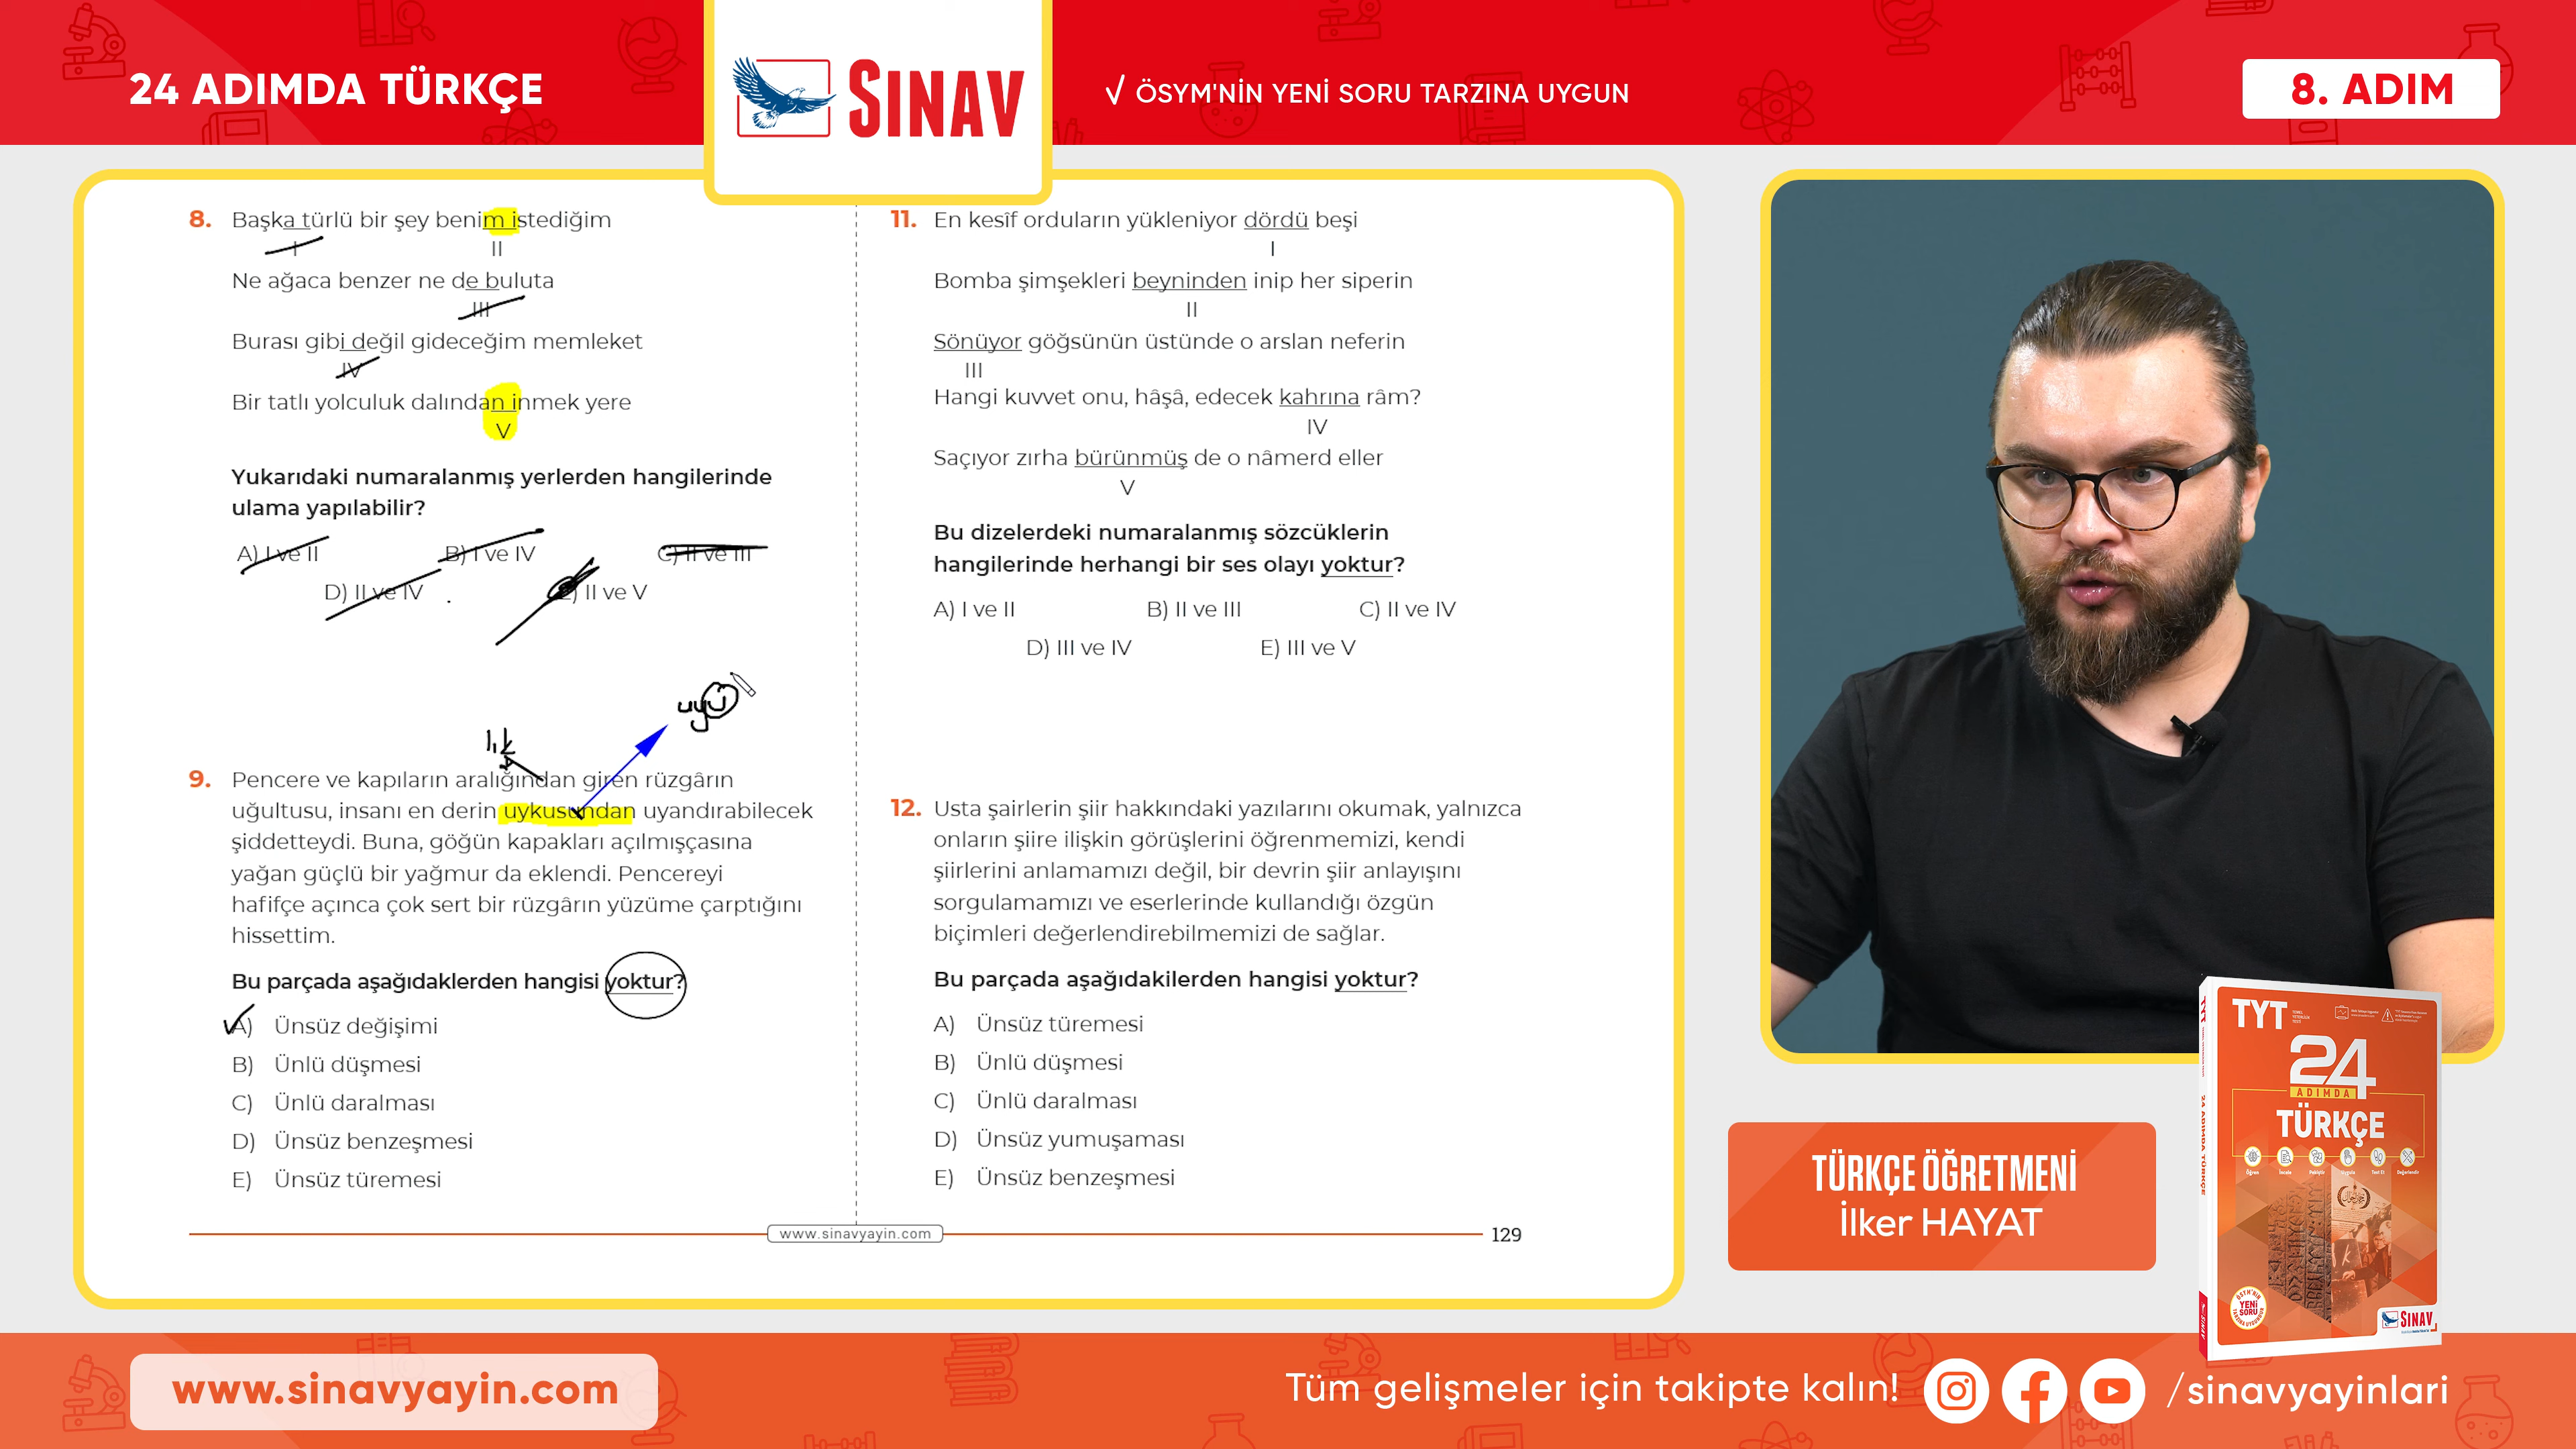 24 ADIMDA TÜRKÇE
SINAV
√ ÖSYM'NİN YENİ SORU TARZINA UYGUN
8. ADIM
8. Başka türlü bir şey benim istediğim
I II
Ne ağaca benzer ne de buluta
III
Burası gibi değil gideceğim memleket
IV
Bir tatlı yolculuk dalından inmek yere
V
Yukarıdaki numaralanmış yerlerden hangilerinde
ulama yapılabilir?
A) I ve II B) I ve IV C) II ve III
D) II ve IV E) II ve V
uyu
lık
9. Pencere ve kapıların aralığından giren rüzgârın
uğultusu, insanı en derin uykusundan uyandırabilecek
şiddetteydi. Buna, göğün kapakları açılmışçasına
yağan güçlü bir yağmur da eklendi. Pencereyi
hafifçe açınca çok sert bir rüzgârın yüzüme çarptığını
hissettim.
Bu parçada aşağıdaklerden hangisi yoktur?
A) Ünsüz değişimi
B) Ünlü düşmesi
C) Ünlü daralması
D) Ünsüz benzeşmesi
E) Ünsüz türemesi
11. En kesîf orduların yükleniyor dördü beşi
I
Bomba şimşekleri beyninden inip her siperin
II
Sönüyor göğsünün üstünde o arslan neferin
III
Hangi kuvvet onu, hâşâ, edecek kahrına râm?
IV
Saçıyor zırha bürünmüş de o nâmerd eller
V
Bu dizelerdeki numaralanmış sözcüklerin
hangilerinde herhangi bir ses olayı yoktur?
A) I ve II B) II ve III C) II ve IV
D) III ve IV E) III ve V
12. Usta şairlerin şiir hakkındaki yazılarını okumak, yalnızca
onların şiire ilişkin görüşlerini öğrenmemizi, kendi
şiirlerini anlamamızı değil, bir devrin şiir anlayışını
sorgulamamızı ve eserlerinde kullandığı özgün
biçimleri değerlendirebilmemizi de sağlar.
Bu parçada aşağıdakilerden hangisi yoktur?
A) Ünsüz türemesi
B) Ünlü düşmesi
C) Ünlü daralması
D) Ünsüz yumuşaması
E) Ünsüz benzeşmesi
www.sinavyayin.com
129
TYT
24
ADIMDA
TÜRKÇE
YENİ
SORU
SINAV
24 ADIMDA TÜRKÇE
TÜRKÇE ÖĞRETMENİ
İlker HAYAT
www.sinavyayin.com
Tüm gelişmeler için takipte kalın! /sinavyayinlari